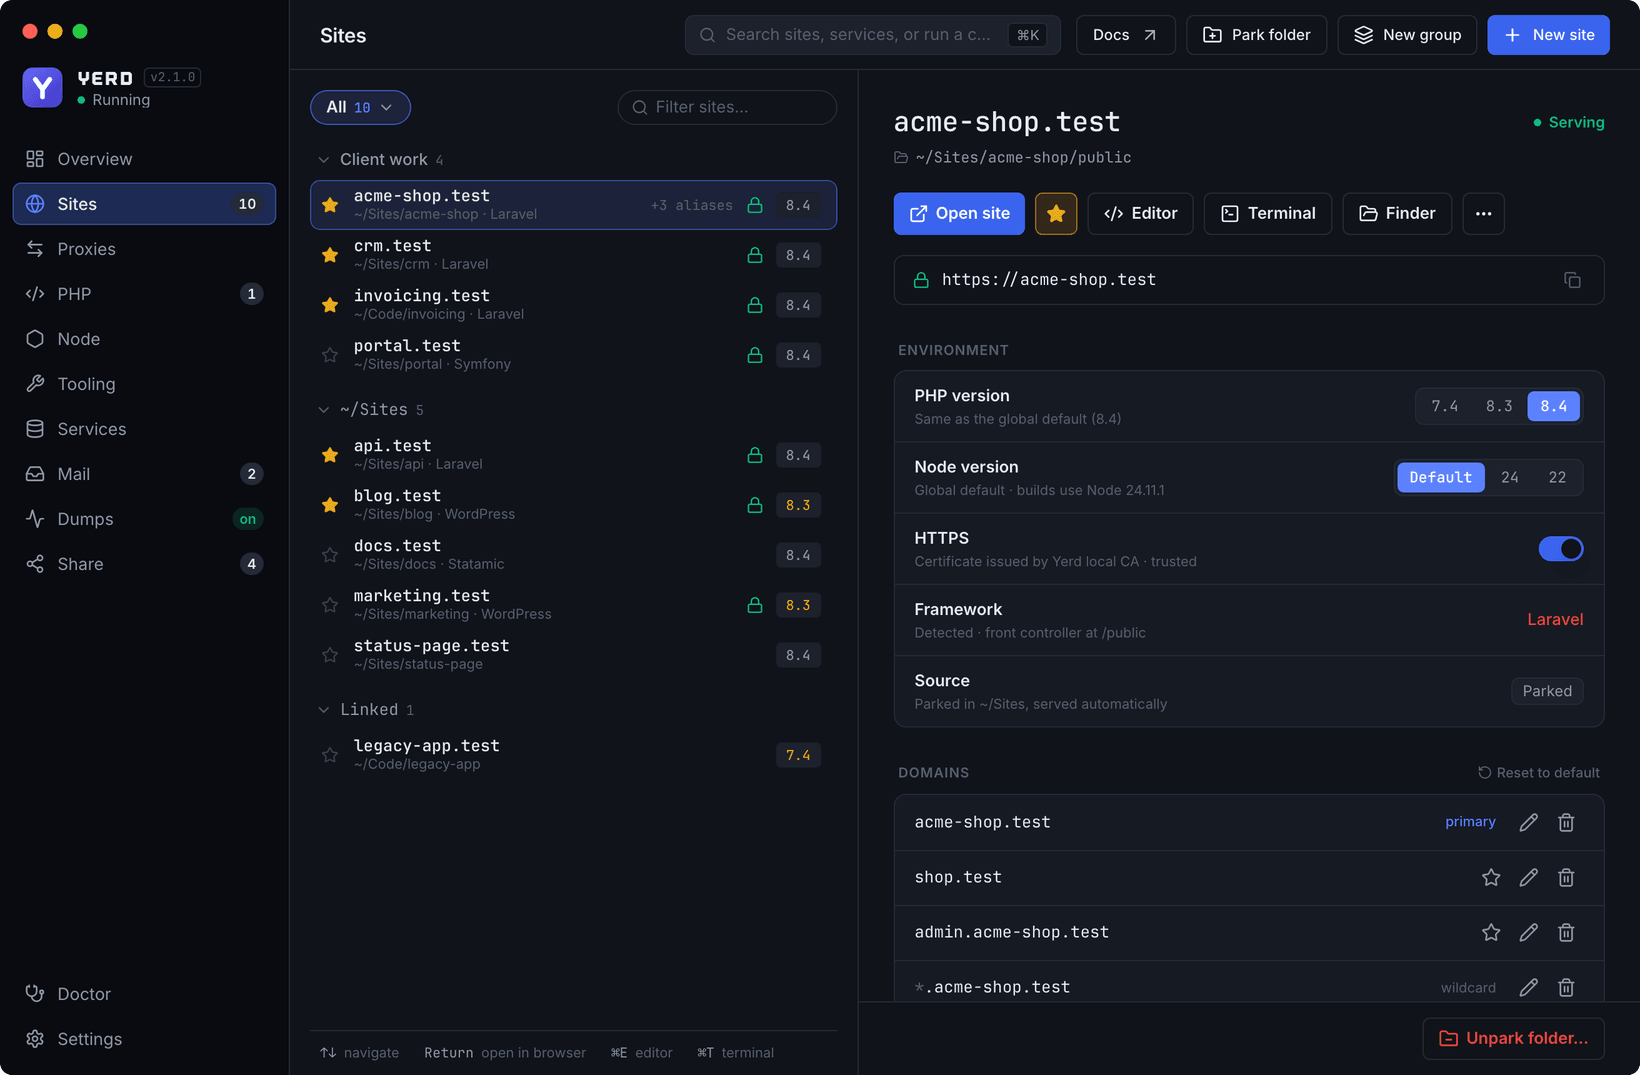 YERD v2.1.0
Running
Overview
Sites 10
Proxies
PHP 1
Node
Tooling
Services
Mail 2
Dumps on
Share 4
Doctor
Settings
Sites
Search sites, services, or run a c... ⌘K
Docs
Park folder
New group
New site
All 10
Filter sites...
Client work 4
acme-shop.test
~/Sites/acme-shop · Laravel
+3 aliases 8.4
crm.test
~/Sites/crm · Laravel
8.4
invoicing.test
~/Code/invoicing · Laravel
8.4
portal.test
~/Sites/portal · Symfony
8.4
~/Sites 5
api.test
~/Sites/api · Laravel
8.4
blog.test
~/Sites/blog · WordPress
8.3
docs.test
~/Sites/docs · Statamic
8.4
marketing.test
~/Sites/marketing · WordPress
8.3
status-page.test
~/Sites/status-page
8.4
Linked 1
legacy-app.test
~/Code/legacy-app
7.4
↑↓ navigate Return open in browser ⌘E editor ⌘T terminal
acme-shop.test
Serving
~/Sites/acme-shop/public
Open site
Editor
Terminal
Finder
https://acme-shop.test
ENVIRONMENT
PHP version
Same as the global default (8.4)
7.4 8.3 8.4
Node version
Global default · builds use Node 24.11.1
Default 24 22
HTTPS
Certificate issued by Yerd local CA · trusted
Framework
Detected · front controller at /public
Laravel
Source
Parked in ~/Sites, served automatically
Parked
DOMAINS
Reset to default
acme-shop.test primary
shop.test
admin.acme-shop.test
*.acme-shop.test wildcard
Unpark folder...